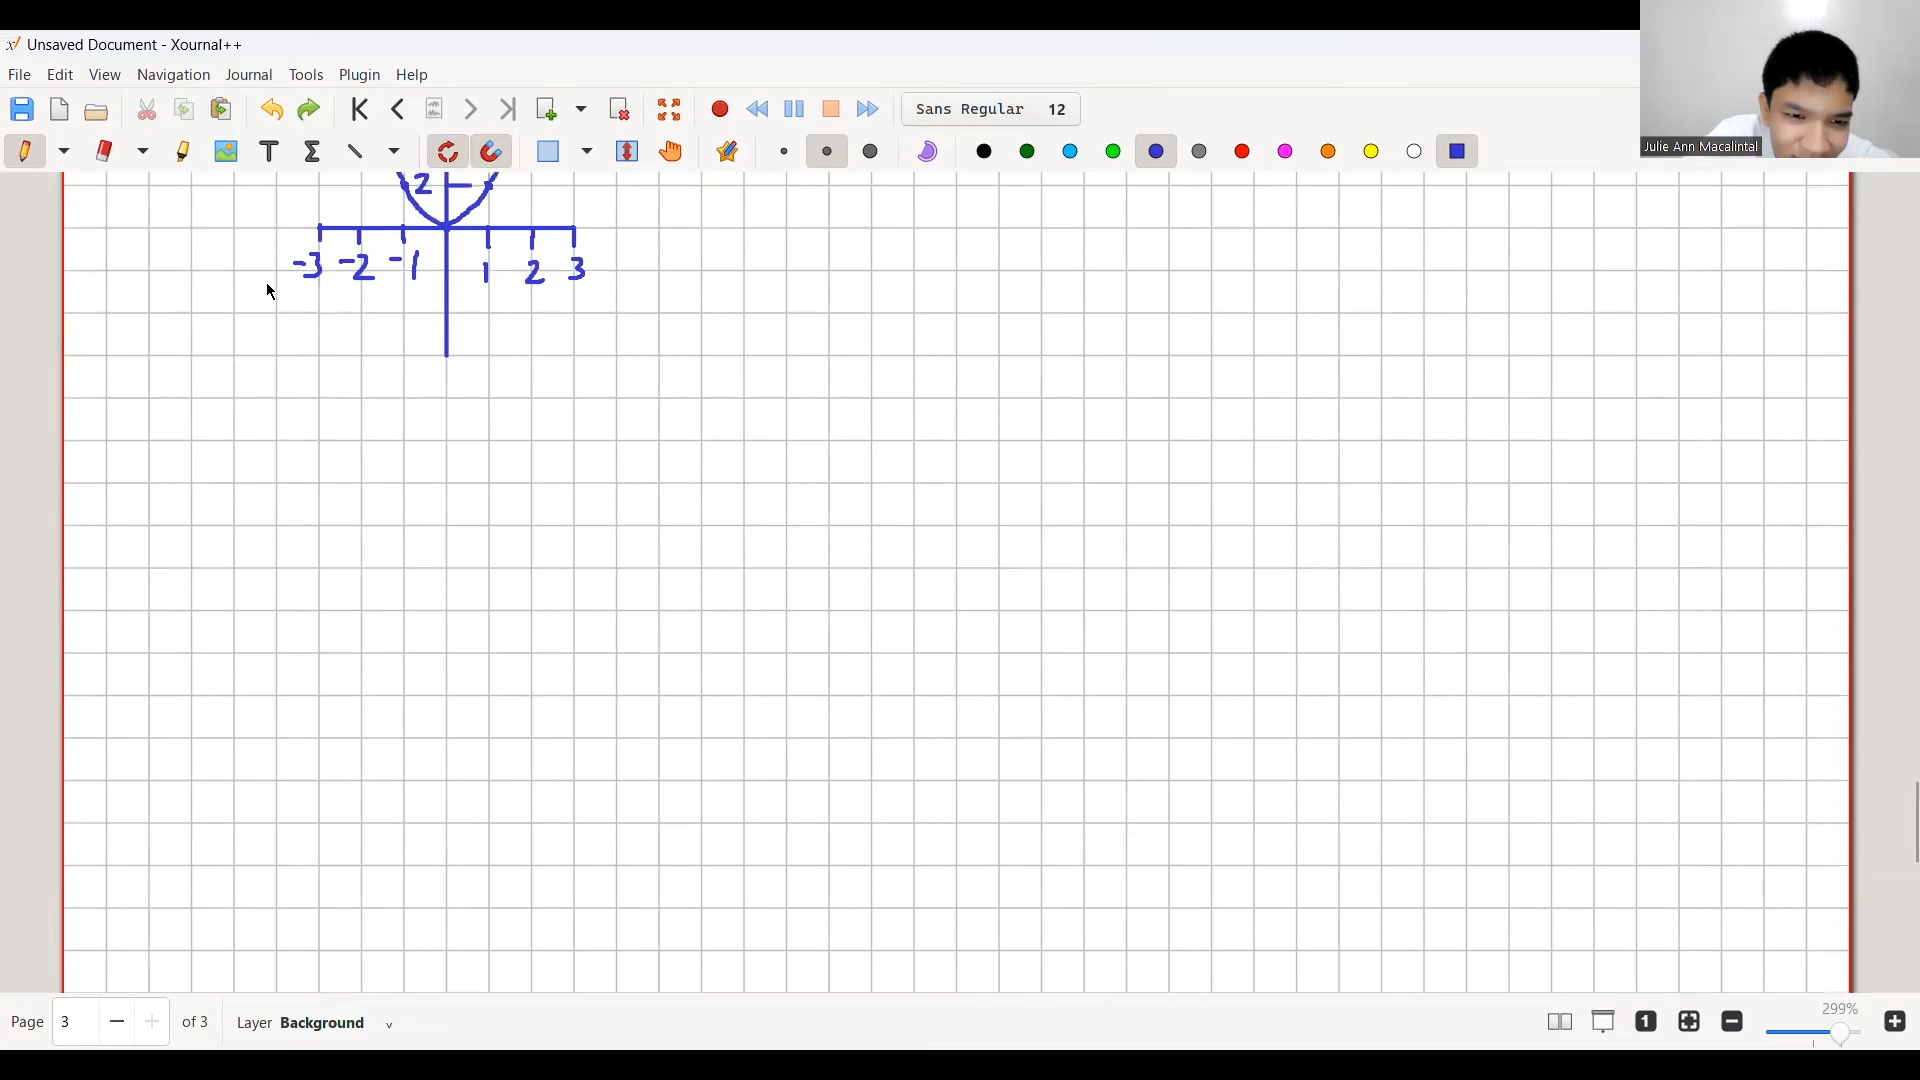 Unsaved Document - Xournal++
File Edit View Navigation Journal Tools Plugin Help
Sans Regular 12
Julie Ann Macalintal
2
-3 -2 -1 1 2 3
299%
Page 3 of 3 Layer Background